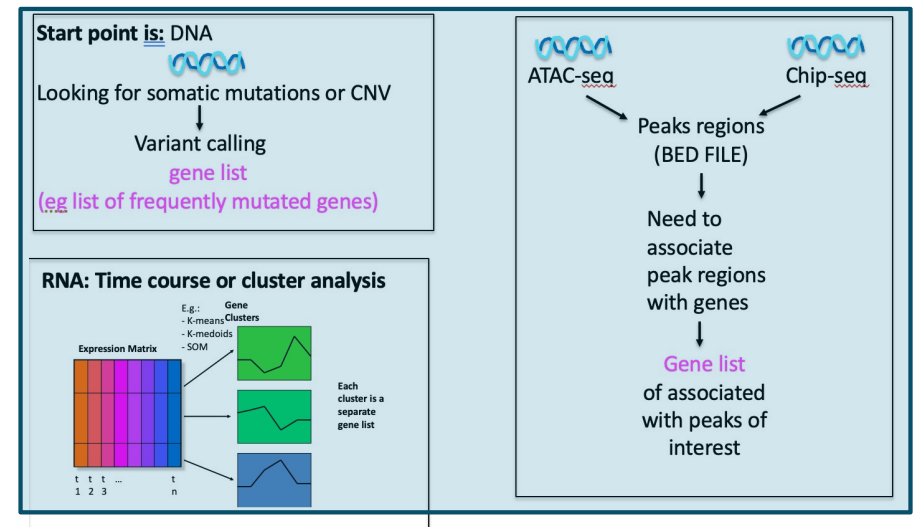 Start point is: DNA
Looking for somatic mutations or CNV
Variant calling
gene list
(eg list of frequently mutated genes)
RNA: Time course or cluster analysis
E.g.:
- K-means
- K-medoids
- SOM
Gene
Clusters
Expression Matrix
Each
cluster is a
separate
gene list
t t t ... t
1 2 3 n
ATAC-seq
Chip-seq
Peaks regions
(BED FILE)
Need to
associate
peak regions
with genes
Gene list
of associated
with peaks of
interest